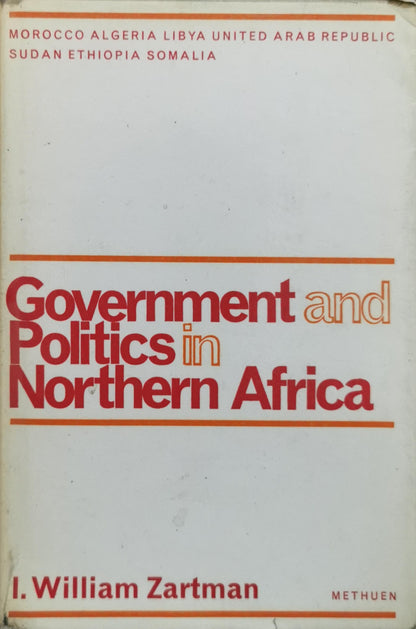 MOROCCO ALGERIA LIBYA UNITED ARAB REPUBLIC
SUDAN ETHIOPIA SOMALIA
Government and
Politics in
Northern Africa
I. William Zartman
METHUEN